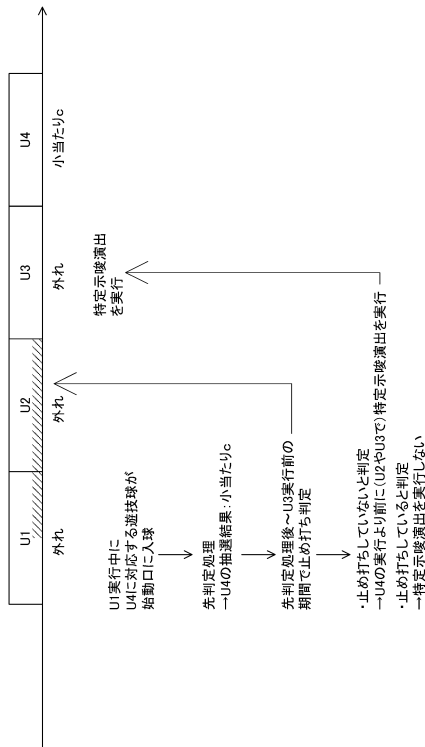 U1
U2
U3
U4
外れ
外れ
外れ
小当たりc
U1実行中に
U4に対応する遊技球が
始動口に入球
先判定処理
→U4の抽選結果：小当たりc
先判定処理後～U3実行前の
期間で止め打ち判定
・止め打ちしていないと判定
→U4の実行より前に（U2やU3で）特定示唆演出を実行
・止め打ちしていると判定
→特定示唆演出を実行しない
特定示唆演出
を実行